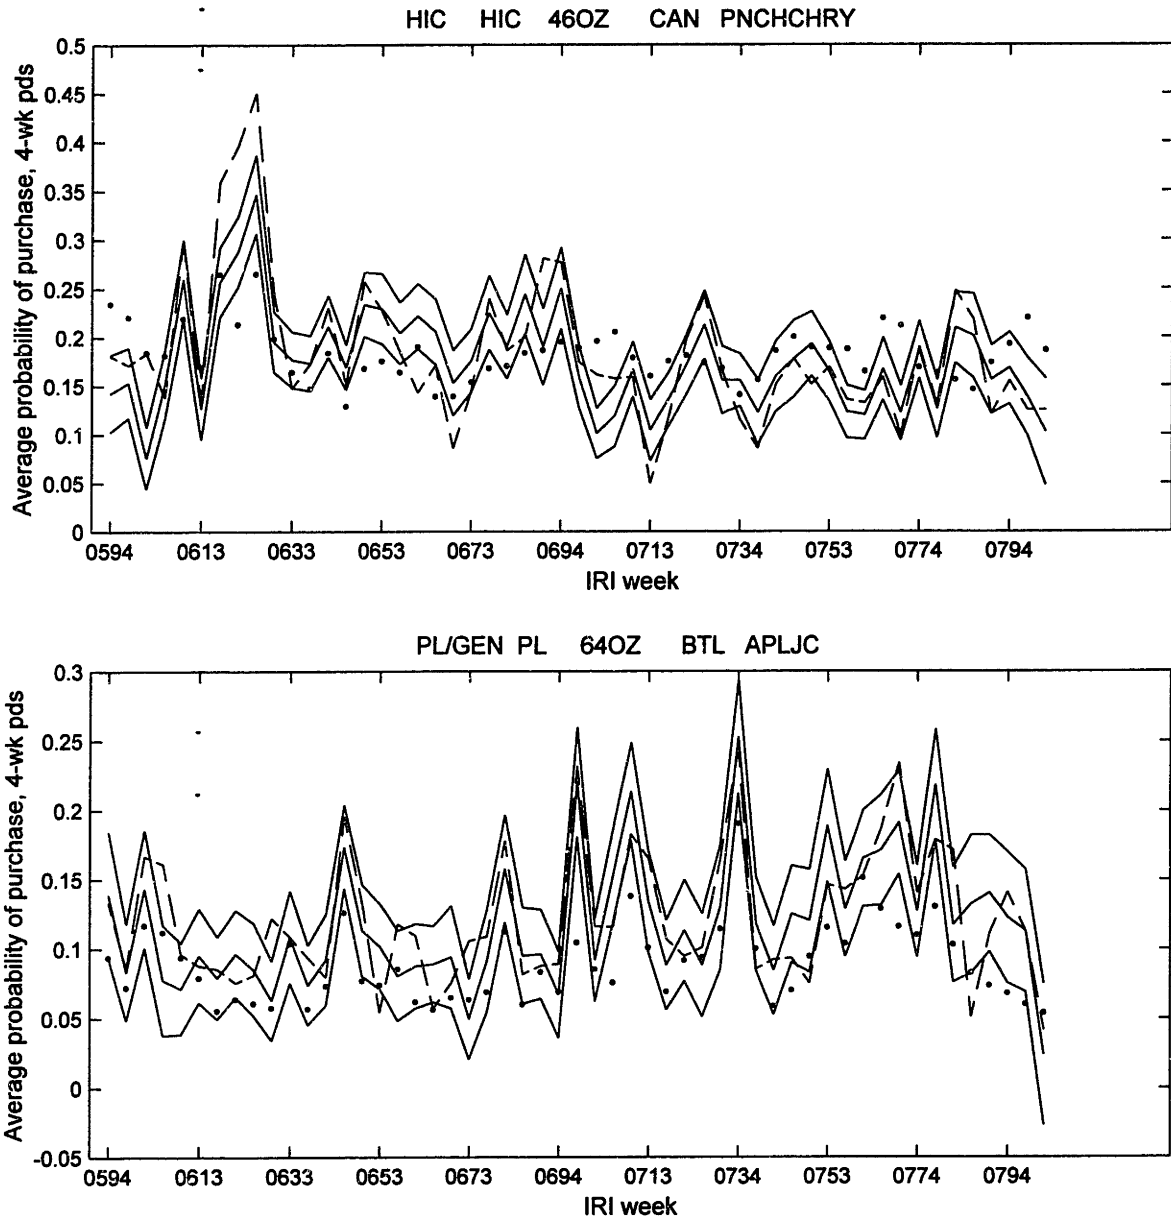 HIC HIC 46OZ CAN PNCHCHRY
Average probability of purchase, 4-wk pds
0.5
0.45
0.4
0.35
0.3
0.25
0.2
0.15
0.1
0.05
0
0594 0613 0633 0653 0673 0694 0713 0734 0753 0774 0794
IRI week
PL/GEN PL 64OZ BTL APLJC
Average probability of purchase, 4-wk pds
0.3
0.25
0.2
0.15
0.1
0.05
0
-0.05
0594 0613 0633 0653 0673 0694 0713 0734 0753 0774 0794
IRI week